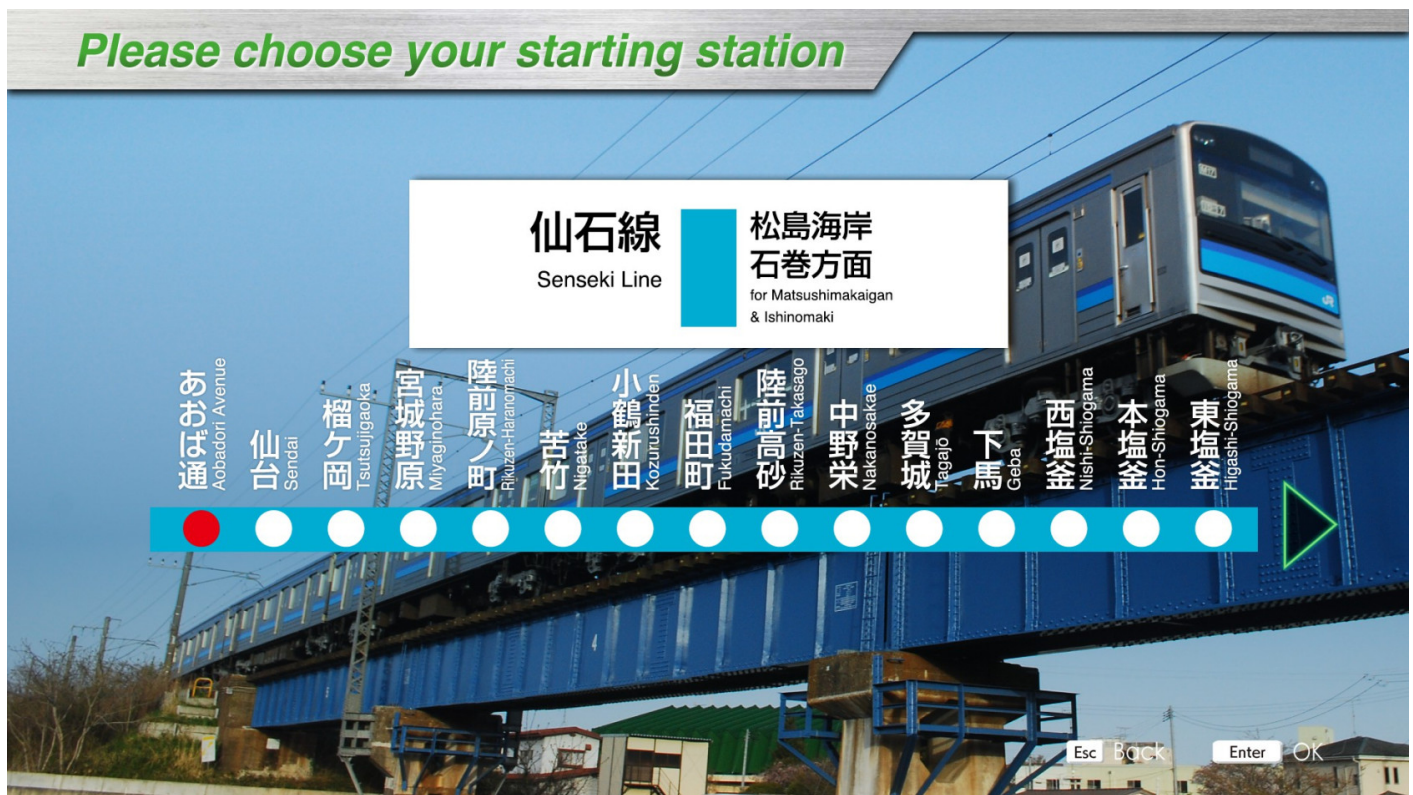 Please choose your starting station
仙石線
Senseki Line
松島海岸
石巻方面
for Matsushimakaigan
& Ishinomaki
あおば通
Aobadori Avenue
仙台
Sendai
榴ケ岡
Tsutsujigaoka
宮城野原
Miyaginohara
陸前原ノ町
Rikuzen-Haranomachi
苦竹
Nigatake
小鶴新田
Kozurushinden
福田町
Fukudamachi
陸前高砂
Rikuzen-Takasago
中野栄
Nakanosakae
多賀城
Tagajō
下馬
Geba
西塩釜
Nishi-Shiogama
本塩釜
Hon-Shiogama
東塩釜
Higashi-Shiogama
JR
4
Esc Back Enter OK